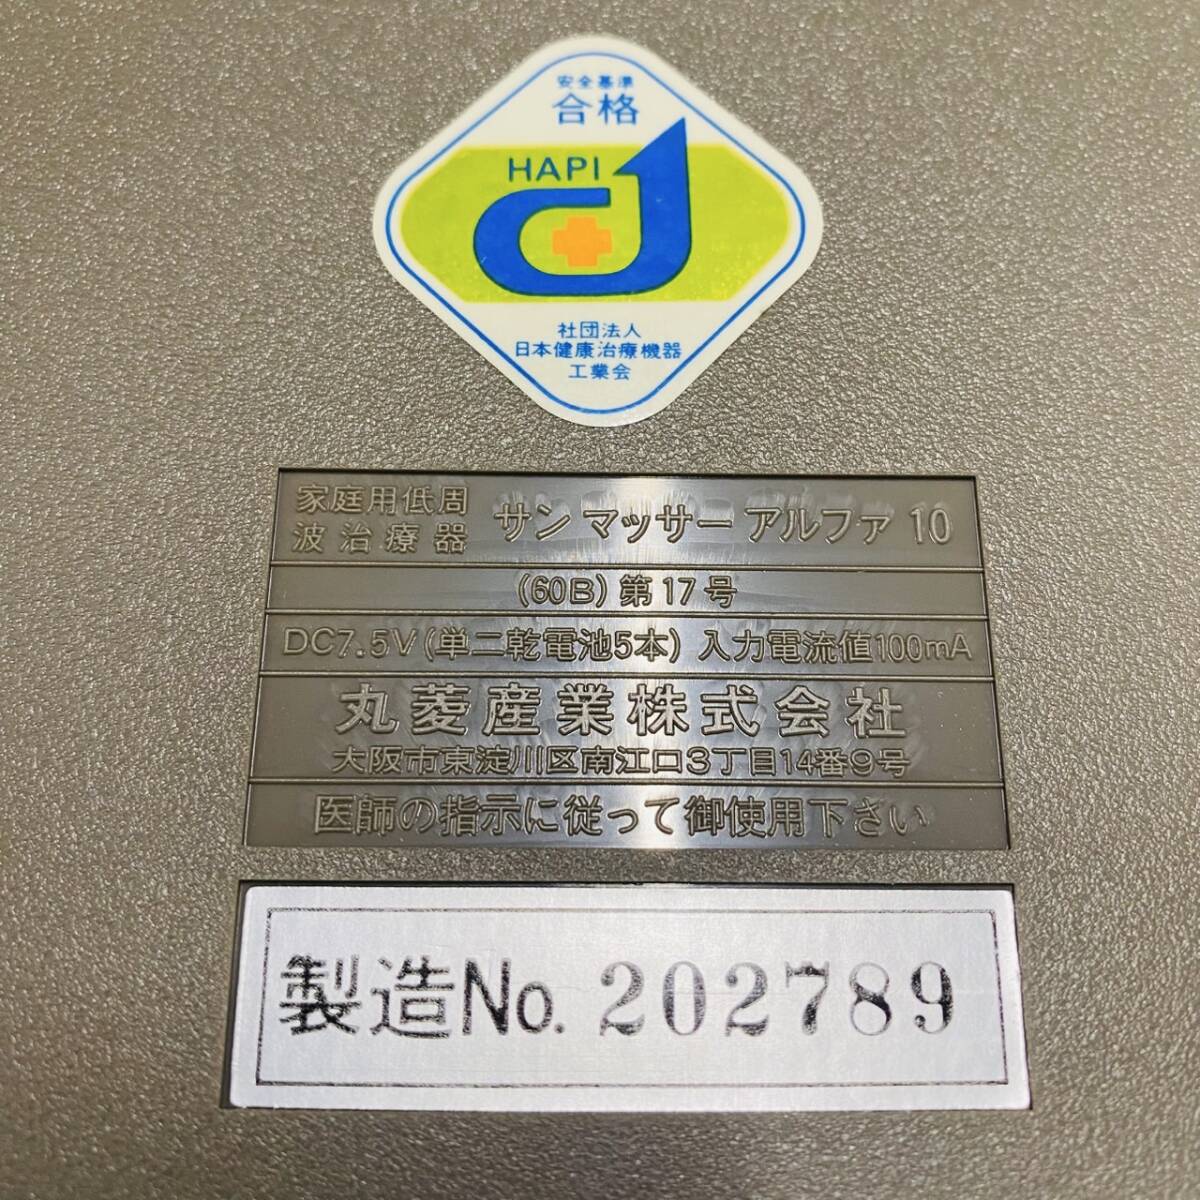 安全基準
合格
HAPI
社団法人
日本健康治療機器
工業会
家庭用低周
波治療器
サン マッサー アルファ 10
(60B) 第17号
DC7.5V (単二乾電池5本) 入力電流値100mA
丸菱産業株式会社
大阪市東淀川区南江口3丁目14番9号
医師の指示に従って御使用下さい
製造No. 202789